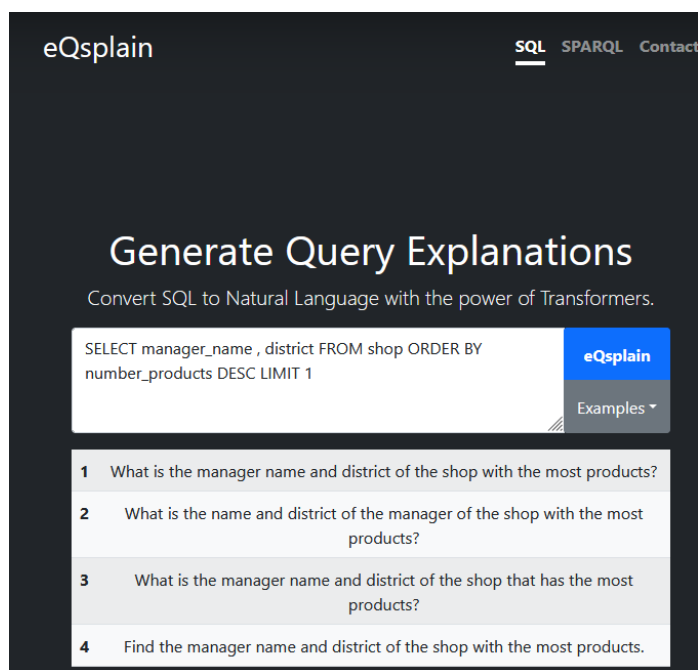 eQsplain
SQL SPARQL Contact
Generate Query Explanations
Convert SQL to Natural Language with the power of Transformers.
SELECT manager_name , district FROM shop ORDER BY
number_products DESC LIMIT 1
eQsplain
Examples
1 What is the manager name and district of the shop with the most products?
2 What is the name and district of the manager of the shop with the most
products?
3 What is the manager name and district of the shop that has the most
products?
4 Find the manager name and district of the shop with the most products.